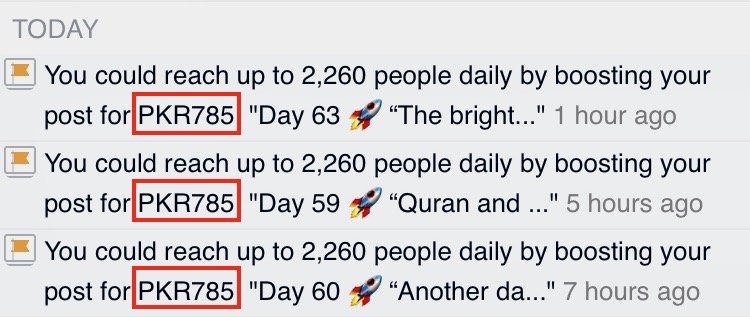 TODAY
You could reach up to 2,260 people daily by boosting your
post for PKR785 "Day 63 🚀 “The bright..." 1 hour ago
You could reach up to 2,260 people daily by boosting your
post for PKR785 "Day 59 🚀 “Quran and ..." 5 hours ago
You could reach up to 2,260 people daily by boosting your
post for PKR785 "Day 60 🚀 “Another da..." 7 hours ago